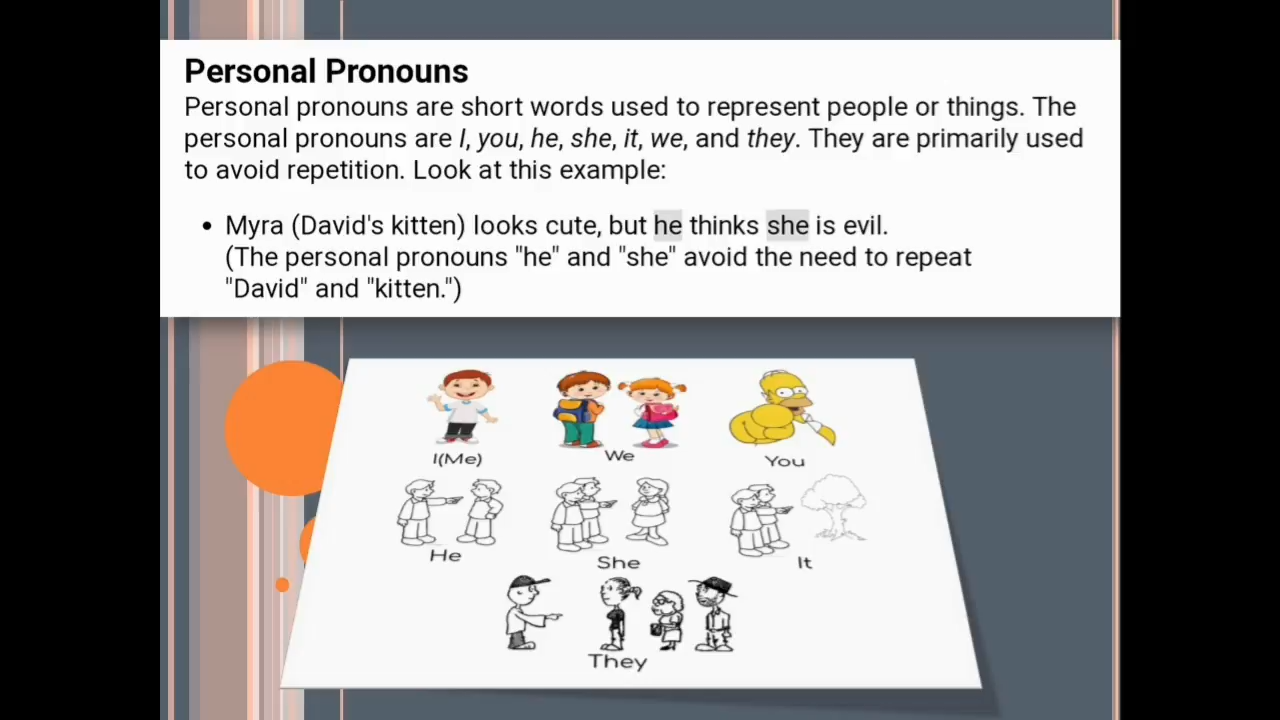 Personal Pronouns
Personal pronouns are short words used to represent people or things. The
personal pronouns are I, you, he, she, it, we, and they. They are primarily used
to avoid repetition. Look at this example:
• Myra (David's kitten) looks cute, but he thinks she is evil.
(The personal pronouns "he" and "she" avoid the need to repeat
"David" and "kitten.")
I(Me) We You
He She It
They